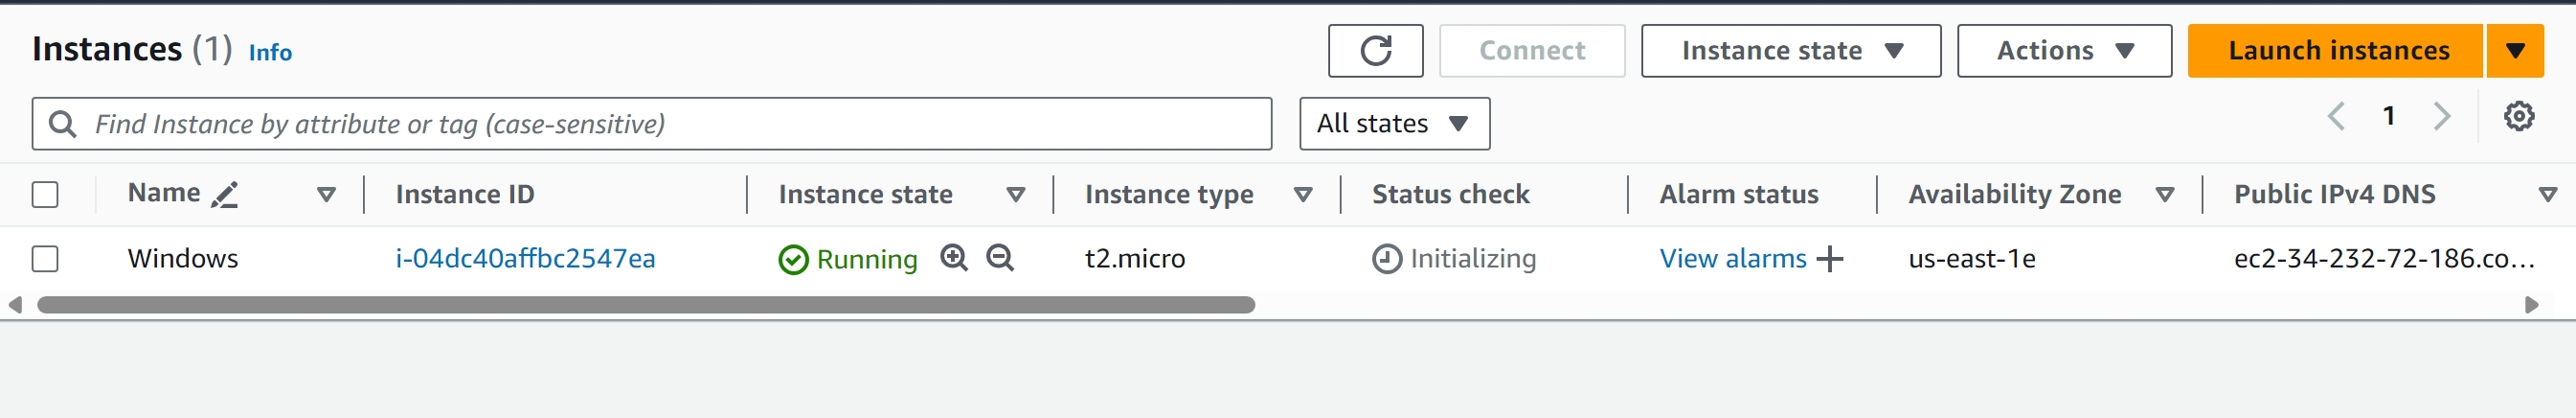 Instances (1) Info
Connect
Instance state
Actions
Launch instances
Find Instance by attribute or tag (case-sensitive)
All states
1
Name Instance ID Instance state Instance type Status check Alarm status Availability Zone Public IPv4 DNS
Windows i-04dc40affbc2547ea Running t2.micro Initializing View alarms + us-east-1e ec2-34-232-72-186.co...